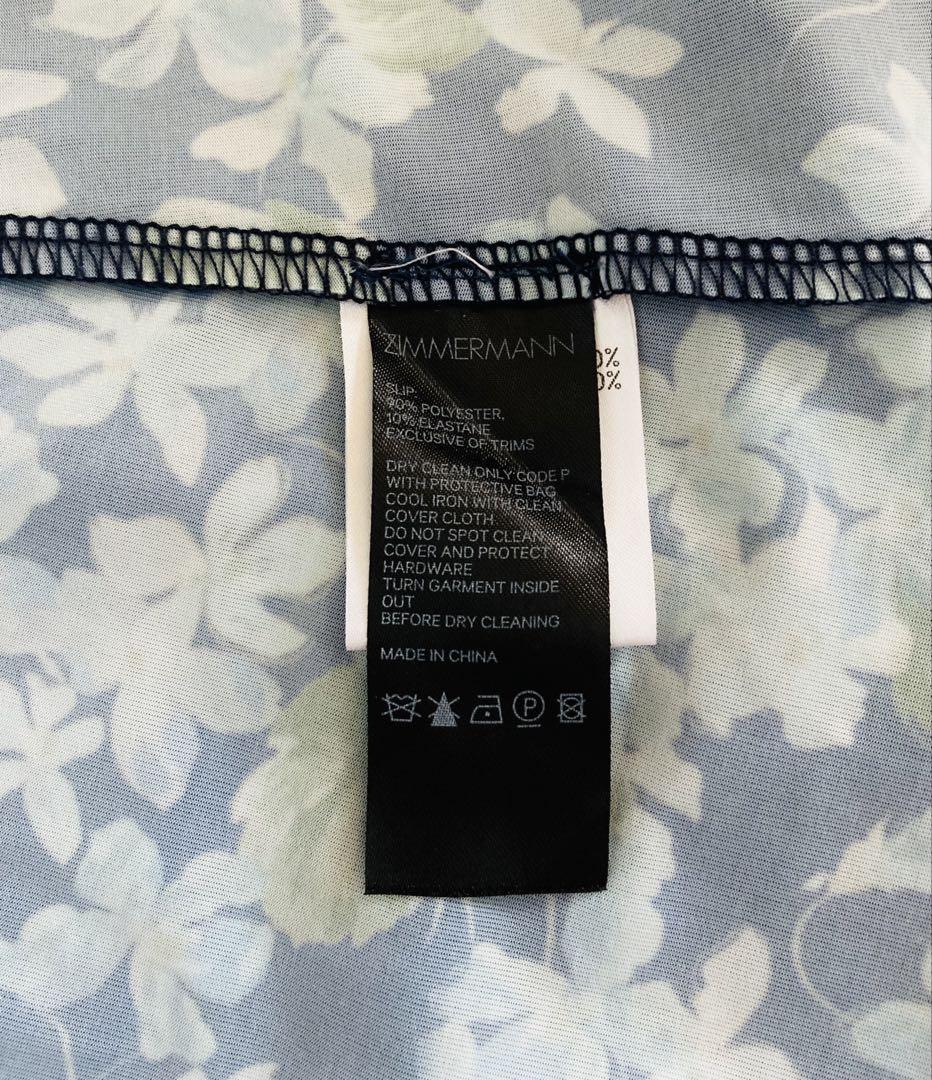 ZIMMERMANN
0%
0%
SLIP:
90% POLYESTER,
10% ELASTANE
EXCLUSIVE OF TRIMS
DRY CLEAN ONLY CODE P
WITH PROTECTIVE BAG
COOL IRON WITH CLEAN
COVER CLOTH
DO NOT SPOT CLEAN
COVER AND PROTECT
HARDWARE
TURN GARMENT INSIDE
OUT
BEFORE DRY CLEANING
MADE IN CHINA
P